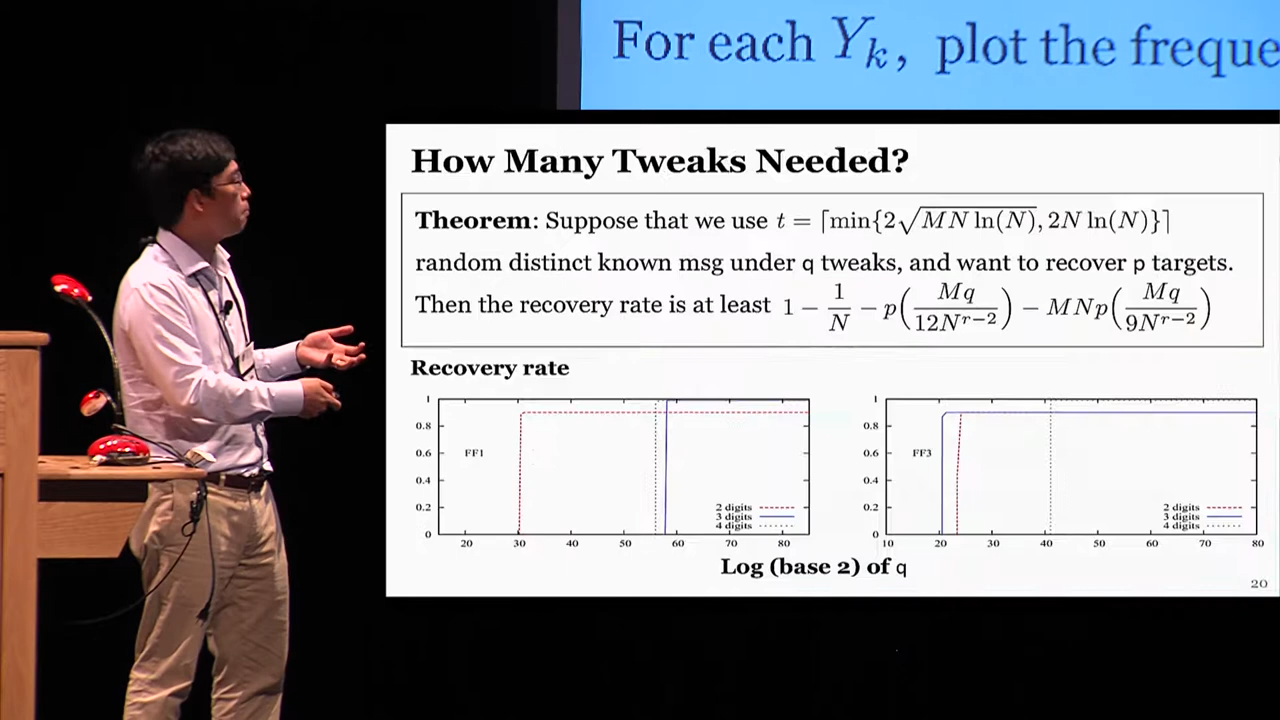 For each Y_k, plot the freque
How Many Tweaks Needed?
Theorem: Suppose that we use t = ⌈min{2√(MN ln(N)), 2N ln(N)}⌉
random distinct known msg under q tweaks, and want to recover p targets.
Then the recovery rate is at least 1 − 1/N − p(Mq/12N^{r−2}) − MNp(Mq/9N^{r−2})
Recovery rate
1
0.8
0.6
0.4
0.2
0
FF1
2 digits
3 digits
4 digits
20 30 40 50 60 70 80
1
0.8
0.6
0.4
0.2
0
FF3
2 digits
3 digits
4 digits
10 20 30 40 50 60 70 80
Log (base 2) of q
20